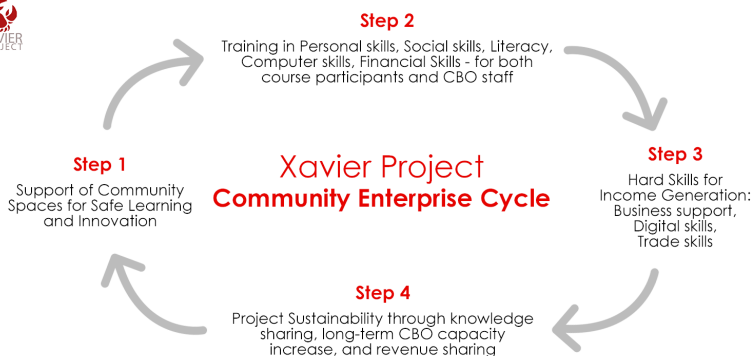 Step 2
Training in Personal skills, Social skills, Literacy,
Computer skills, Financial Skills - for both
course participants and CBO staff
Step 1
Support of Community
Spaces for Safe Learning
and Innovation
Xavier Project
Community Enterprise Cycle
Step 3
Hard Skills for
Income Generation:
Business support,
Digital skills,
Trade skills
Step 4
Project Sustainability through knowledge
sharing, long-term CBO capacity
increase, and revenue sharing